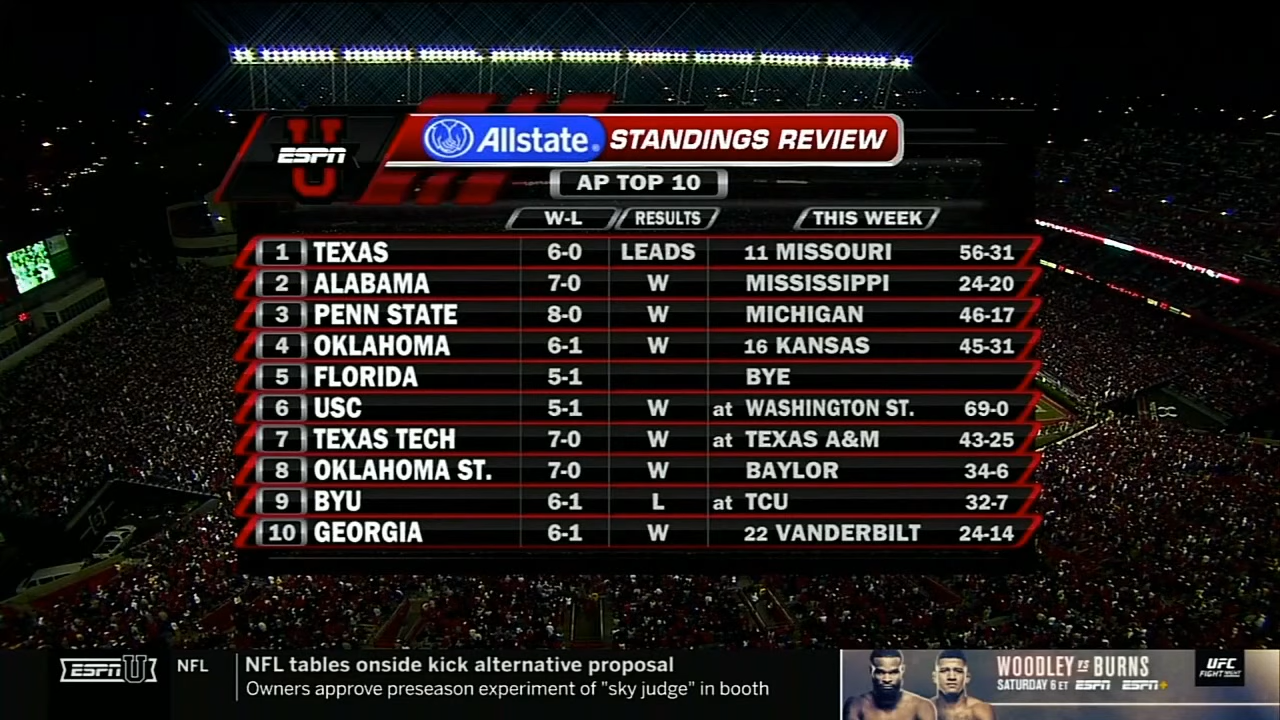 ESPN U
Allstate. STANDINGS REVIEW
AP TOP 10
W-L RESULTS THIS WEEK
1 TEXAS 6-0 LEADS 11 MISSOURI 56-31
2 ALABAMA 7-0 W MISSISSIPPI 24-20
3 PENN STATE 8-0 W MICHIGAN 46-17
4 OKLAHOMA 6-1 W 16 KANSAS 45-31
5 FLORIDA 5-1 BYE
6 USC 5-1 W at WASHINGTON ST. 69-0
7 TEXAS TECH 7-0 W at TEXAS A&M 43-25
8 OKLAHOMA ST. 7-0 W BAYLOR 34-6
9 BYU 6-1 L at TCU 32-7
10 GEORGIA 6-1 W 22 VANDERBILT 24-14
ESPNU NFL
NFL tables onside kick alternative proposal
Owners approve preseason experiment of "sky judge" in booth
WOODLEY VS BURNS
SATURDAY 6 ET ESPN ESPN+
UFC
FIGHT NIGHT